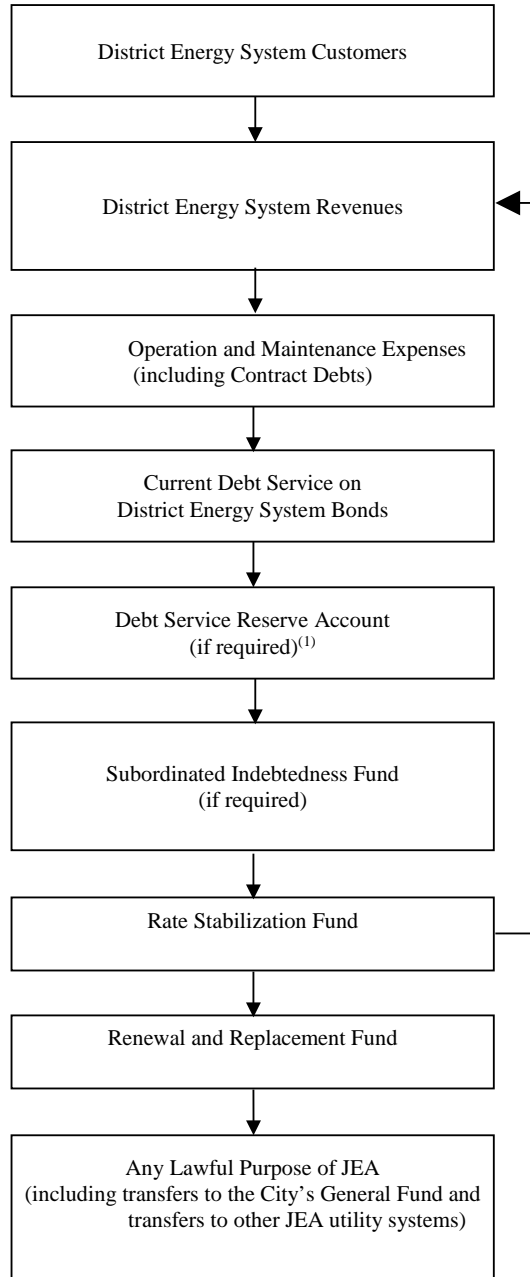 District Energy System Customers
District Energy System Revenues
Operation and Maintenance Expenses
(including Contract Debts)
Current Debt Service on
District Energy System Bonds
Debt Service Reserve Account
(if required)(1)
Subordinated Indebtedness Fund
(if required)
Rate Stabilization Fund
Renewal and Replacement Fund
Any Lawful Purpose of JEA
(including transfers to the City’s General Fund and
transfers to other JEA utility systems)